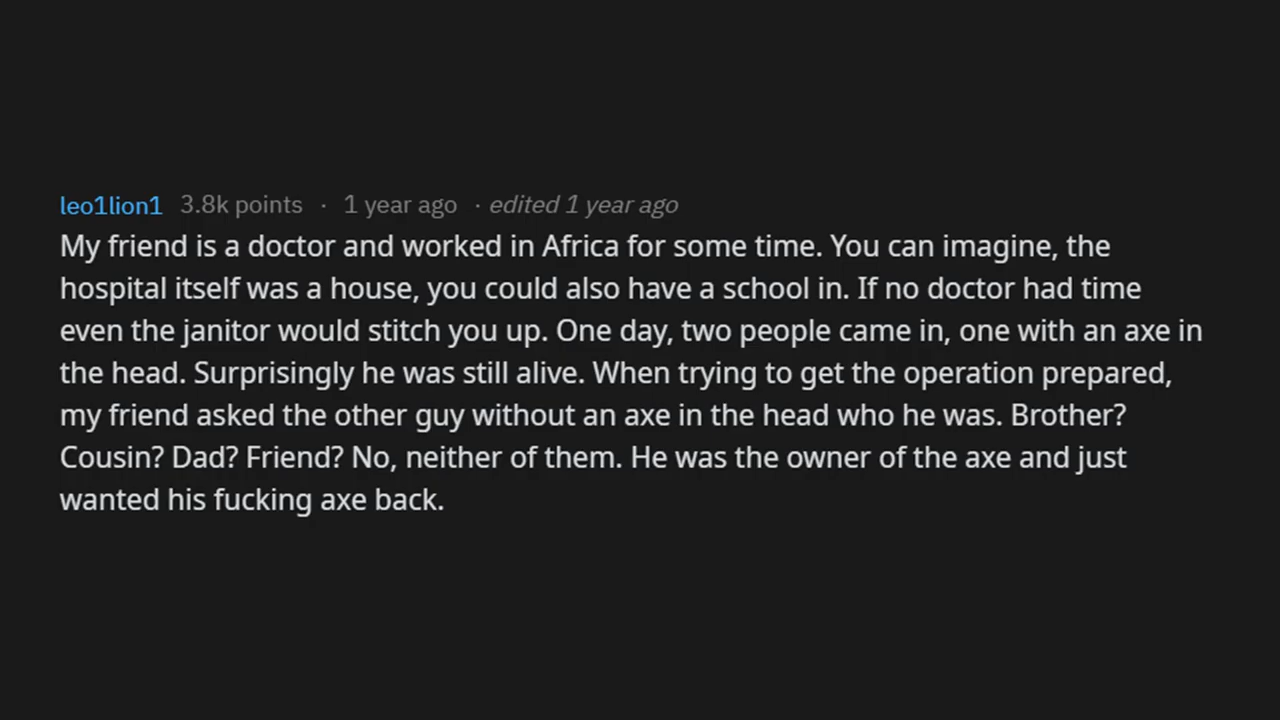 leo1lion1 3.8k points · 1 year ago · edited 1 year ago
My friend is a doctor and worked in Africa for some time. You can imagine, the
hospital itself was a house, you could also have a school in. If no doctor had time
even the janitor would stitch you up. One day, two people came in, one with an axe in
the head. Surprisingly he was still alive. When trying to get the operation prepared,
my friend asked the other guy without an axe in the head who he was. Brother?
Cousin? Dad? Friend? No, neither of them. He was the owner of the axe and just
wanted his fucking axe back.